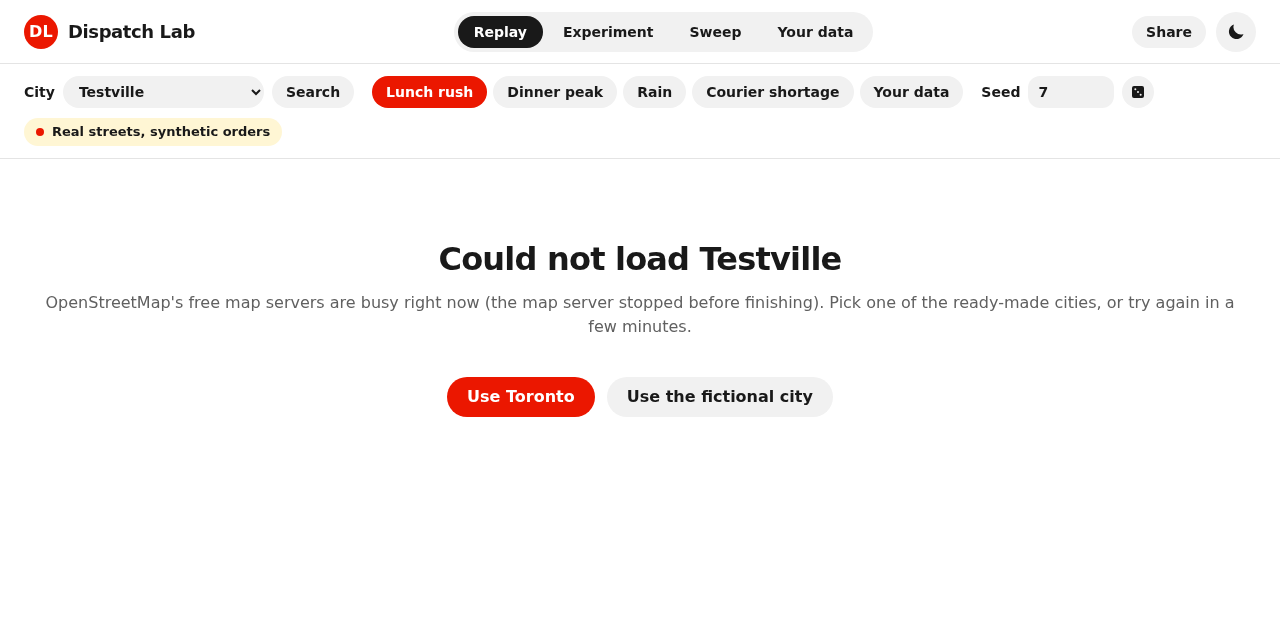 DL Dispatch Lab
Replay Experiment Sweep Your data
Share
City Testville Search Lunch rush Dinner peak Rain Courier shortage Your data Seed 7
Real streets, synthetic orders
Could not load Testville
OpenStreetMap's free map servers are busy right now (the map server stopped before finishing). Pick one of the ready-made cities, or try again in a
few minutes.
Use Toronto Use the fictional city